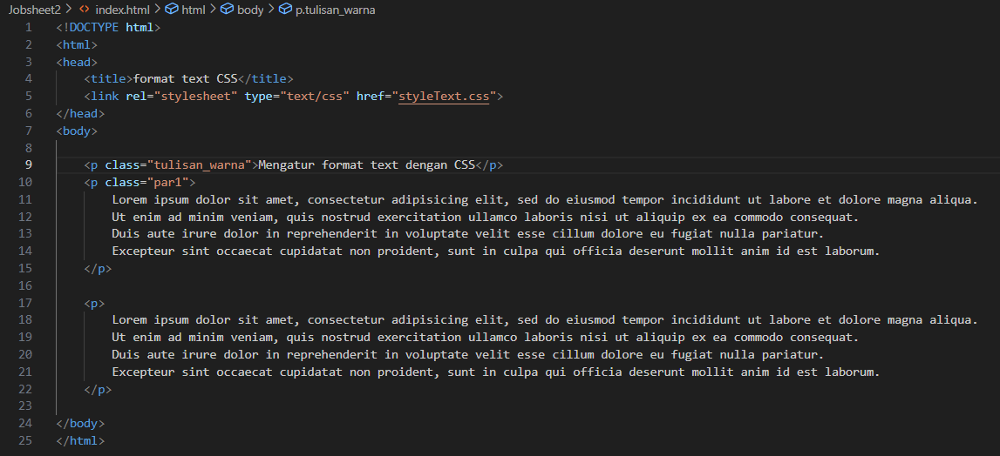 Jobsheet2 > <> index.html > html > body > p.tulisan_warna
1 <!DOCTYPE html>
2 <html>
3 <head>
4 <title>format text CSS</title>
5 <link rel="stylesheet" type="text/css" href="styleText.css">
6 </head>
7 <body>
8
9 <p class="tulisan_warna">Mengatur format text dengan CSS</p>
10 <p class="par1">
11 Lorem ipsum dolor sit amet, consectetur adipisicing elit, sed do eiusmod tempor incididunt ut labore et dolore magna aliqua.
12 Ut enim ad minim veniam, quis nostrud exercitation ullamco laboris nisi ut aliquip ex ea commodo consequat.
13 Duis aute irure dolor in reprehenderit in voluptate velit esse cillum dolore eu fugiat nulla pariatur.
14 Excepteur sint occaecat cupidatat non proident, sunt in culpa qui officia deserunt mollit anim id est laborum.
15 </p>
16
17 <p>
18 Lorem ipsum dolor sit amet, consectetur adipisicing elit, sed do eiusmod tempor incididunt ut labore et dolore magna aliqua.
19 Ut enim ad minim veniam, quis nostrud exercitation ullamco laboris nisi ut aliquip ex ea commodo consequat.
20 Duis aute irure dolor in reprehenderit in voluptate velit esse cillum dolore eu fugiat nulla pariatur.
21 Excepteur sint occaecat cupidatat non proident, sunt in culpa qui officia deserunt mollit anim id est laborum.
22 </p>
23
24 </body>
25 </html>